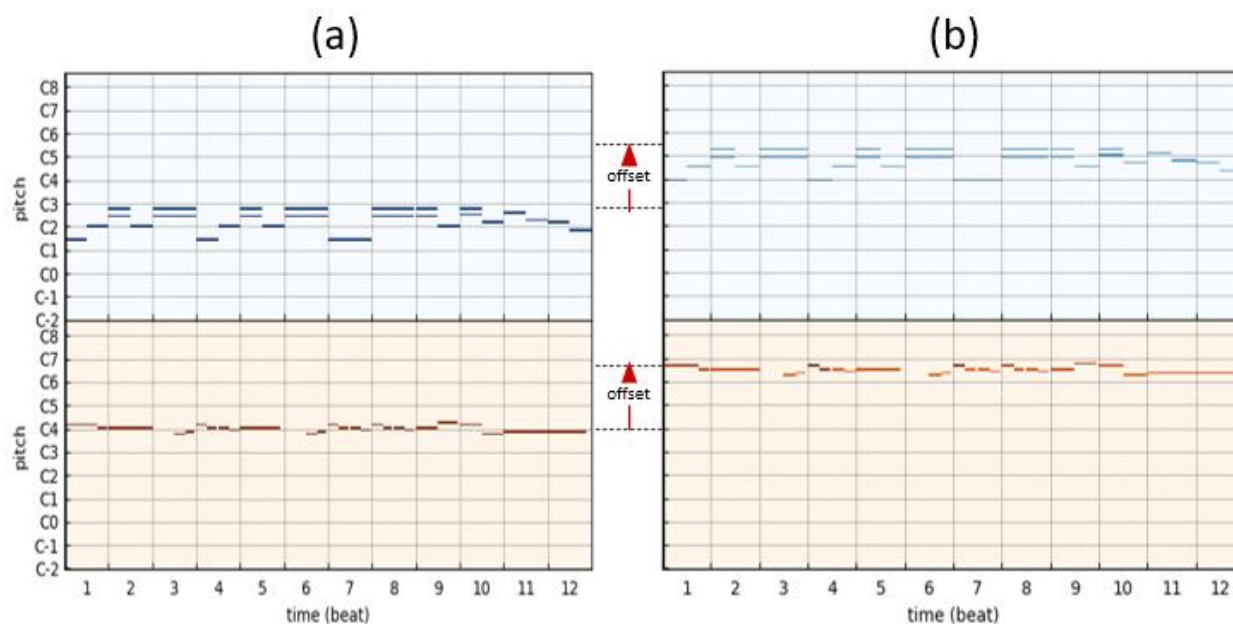 (a)
(b)
C8
C7
C6
C5
C4
C3
C2
C1
C0
C-1
C-2
pitch
offset
C8
C7
C6
C5
C4
C3
C2
C1
C0
C-1
C-2
pitch
offset
1 2 3 4 5 6 7 8 9 10 11 12
time (beat)
1 2 3 4 5 6 7 8 9 10 11 12
time (beat)